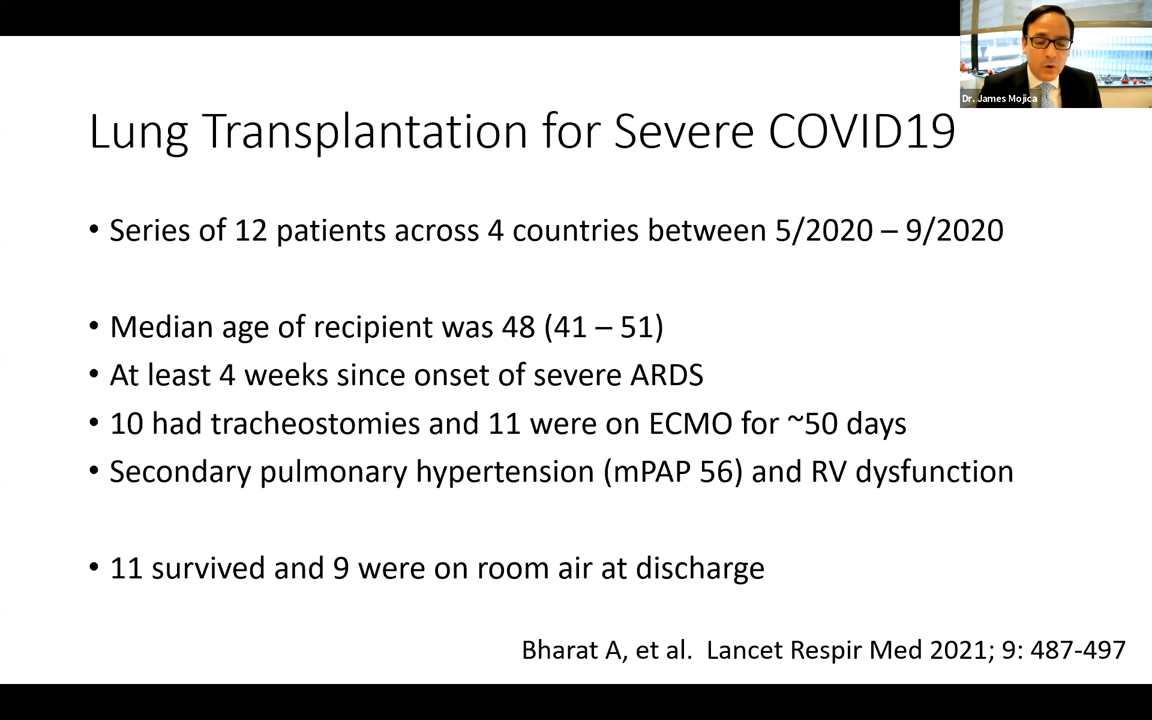 Dr. James Mojica
Lung Transplantation for Severe COVID19
• Series of 12 patients across 4 countries between 5/2020 – 9/2020
• Median age of recipient was 48 (41 – 51)
• At least 4 weeks since onset of severe ARDS
• 10 had tracheostomies and 11 were on ECMO for ~50 days
• Secondary pulmonary hypertension (mPAP 56) and RV dysfunction
• 11 survived and 9 were on room air at discharge
Bharat A, et al.  Lancet Respir Med 2021; 9: 487-497